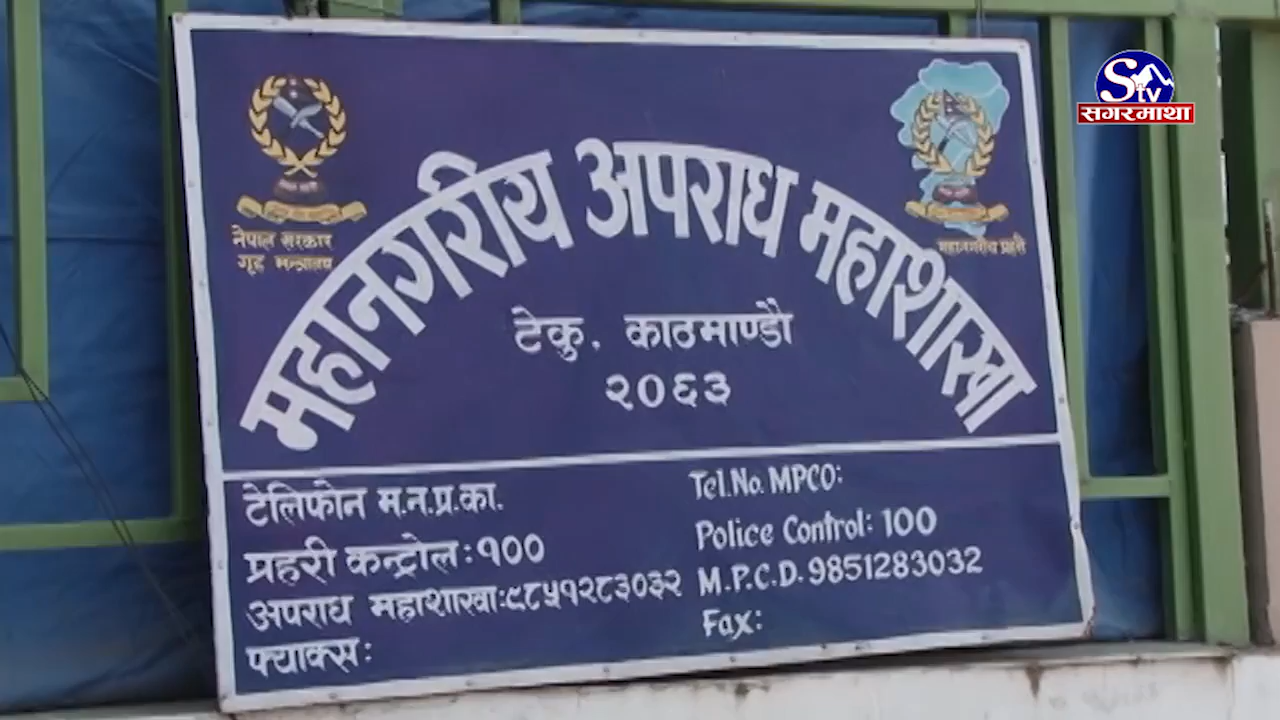 STV
सगरमाथा
नेपाल सरकार
गृह मन्त्रालय
महानगरीय प्रहरी
महानगरीय अपराध महाशाखा
टेकु, काठमाण्डौ
२०६३
टेलिफोन म.न.प्र.का.
प्रहरी कन्ट्रोल: १००
अपराध महाशाखा: ९८५१२८३०३२
फ्याक्स:
Tel.No. MPCO:
Police Control: 100
M.P.C.D. 9851283032
Fax: